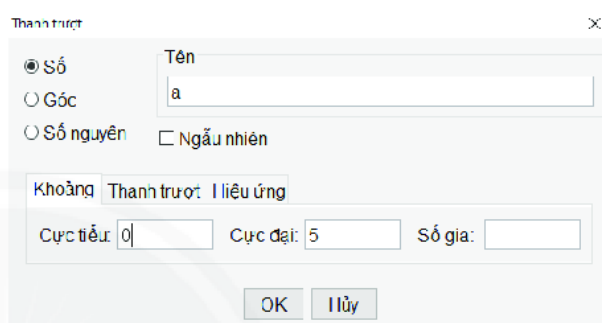 Thanh trượt
Số
Tên
a
Góc
Số nguyên
Ngẫu nhiên
Khoảng Thanh trượt Hiệu ứng
Cực tiểu: 0 Cực đại: 5 Số gia:
OK Hủy